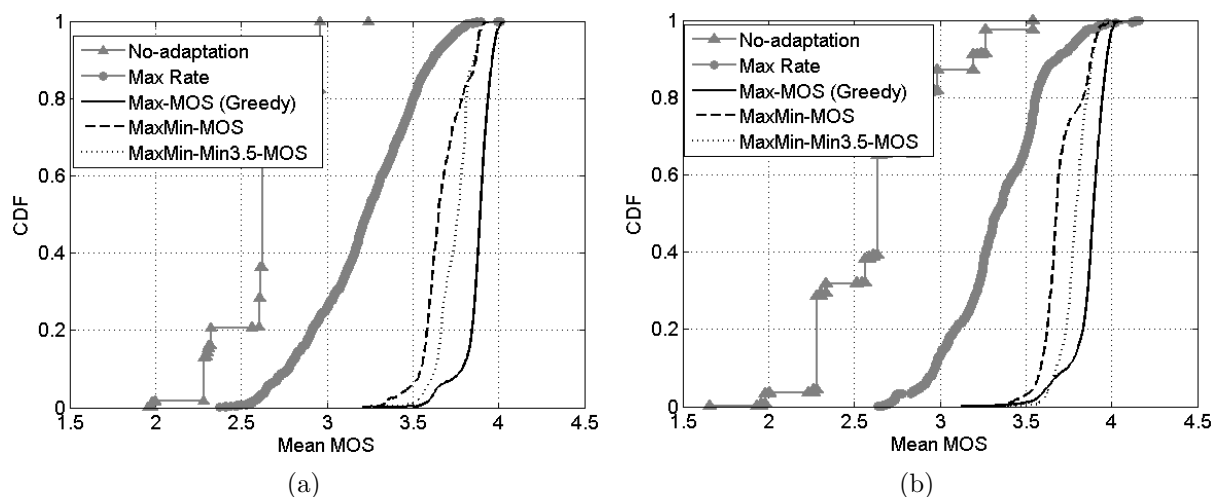 No-adaptation
Max Rate
Max-MOS (Greedy)
MaxMin-MOS
MaxMin-Min3.5-MOS
1
0.8
0.6
0.4
0.2
0
CDF
1.5
2
2.5
3
3.5
4
4.5
Mean MOS
(a)
No-adaptation
Max Rate
Max-MOS (Greedy)
MaxMin-MOS
MaxMin-Min3.5-MOS
1
0.8
0.6
0.4
0.2
0
CDF
1.5
2
2.5
3
3.5
4
4.5
Mean MOS
(b)